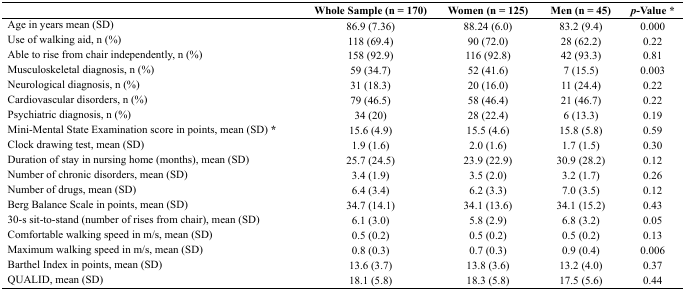 Whole Sample (n = 170) Women (n = 125) Men (n = 45) p-Value *
Age in years mean (SD) 86.9 (7.36) 88.24 (6.0) 83.2 (9.4) 0.000
Use of walking aid, n (%) 118 (69.4) 90 (72.0) 28 (62.2) 0.22
Able to rise from chair independently, n (%) 158 (92.9) 116 (92.8) 42 (93.3) 0.81
Musculoskeletal diagnosis, n (%) 59 (34.7) 52 (41.6) 7 (15.5) 0.003
Neurological diagnosis, n (%) 31 (18.3) 20 (16.0) 11 (24.4) 0.22
Cardiovascular disorders, n (%) 79 (46.5) 58 (46.4) 21 (46.7) 0.22
Psychiatric diagnosis, n (%) 34 (20) 28 (22.4) 6 (13.3) 0.19
Mini-Mental State Examination score in points, mean (SD) * 15.6 (4.9) 15.5 (4.6) 15.8 (5.8) 0.59
Clock drawing test, mean (SD) 1.9 (1.6) 2.0 (1.6) 1.7 (1.5) 0.30
Duration of stay in nursing home (months), mean (SD) 25.7 (24.5) 23.9 (22.9) 30.9 (28.2) 0.12
Number of chronic disorders, mean (SD) 3.4 (1.9) 3.5 (2.0) 3.2 (1.7) 0.26
Number of drugs, mean (SD) 6.4 (3.4) 6.2 (3.3) 7.0 (3.5) 0.12
Berg Balance Scale in points, mean (SD) 34.7 (14.1) 34.1 (13.6) 34.1 (15.2) 0.43
30-s sit-to-stand (number of rises from chair), mean (SD) 6.1 (3.0) 5.8 (2.9) 6.8 (3.2) 0.05
Comfortable walking speed in m/s, mean (SD) 0.5 (0.2) 0.5 (0.2) 0.5 (0.2) 0.13
Maximum walking speed in m/s, mean (SD) 0.8 (0.3) 0.7 (0.3) 0.9 (0.4) 0.006
Barthel Index in points, mean (SD) 13.6 (3.7) 13.8 (3.6) 13.2 (4.0) 0.37
QUALID, mean (SD) 18.1 (5.8) 18.3 (5.8) 17.5 (5.6) 0.44